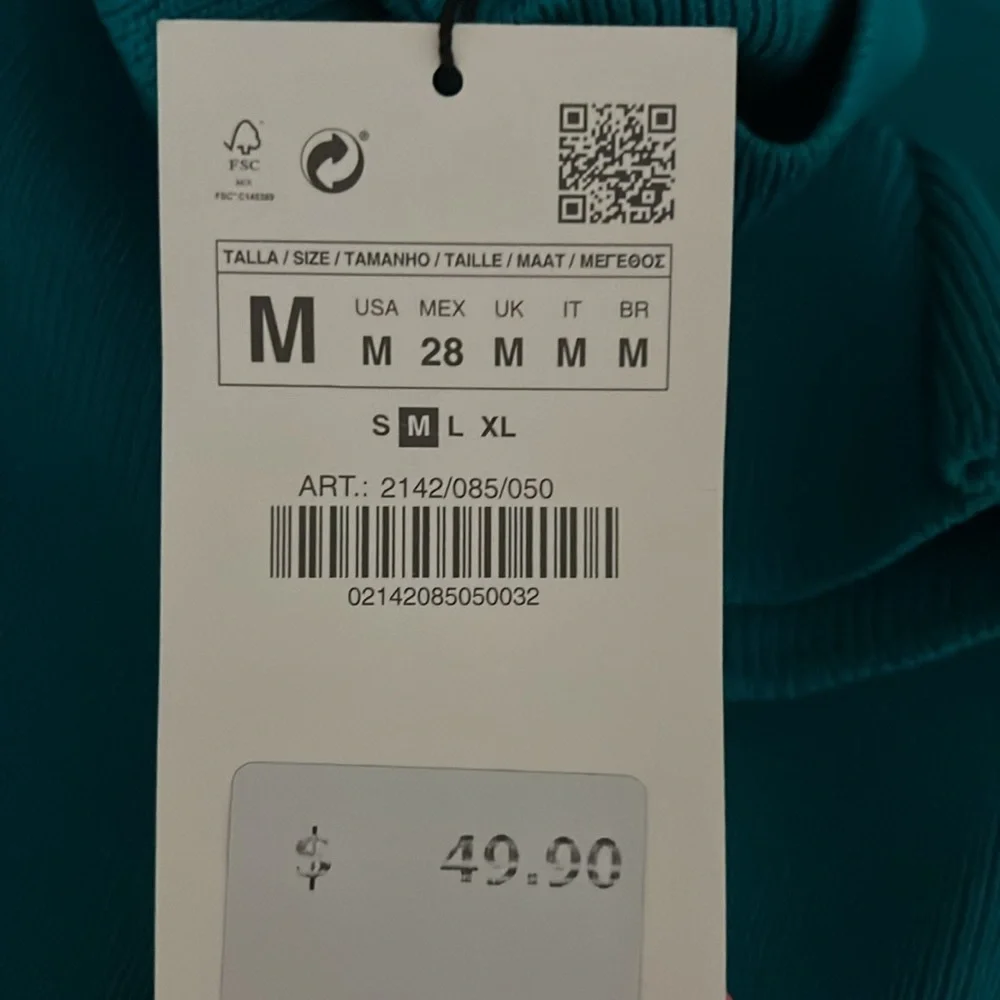 FSC
MIX
®
TALLA / SIZE / TAMANHO / TAILLE / MAAT / ΜΕΓΕΘΟΣ
M
USA MEX UK IT BR
M 28 M M M
S M L XL
ART.: 2142/085/050
02142085050032
$ 49.90